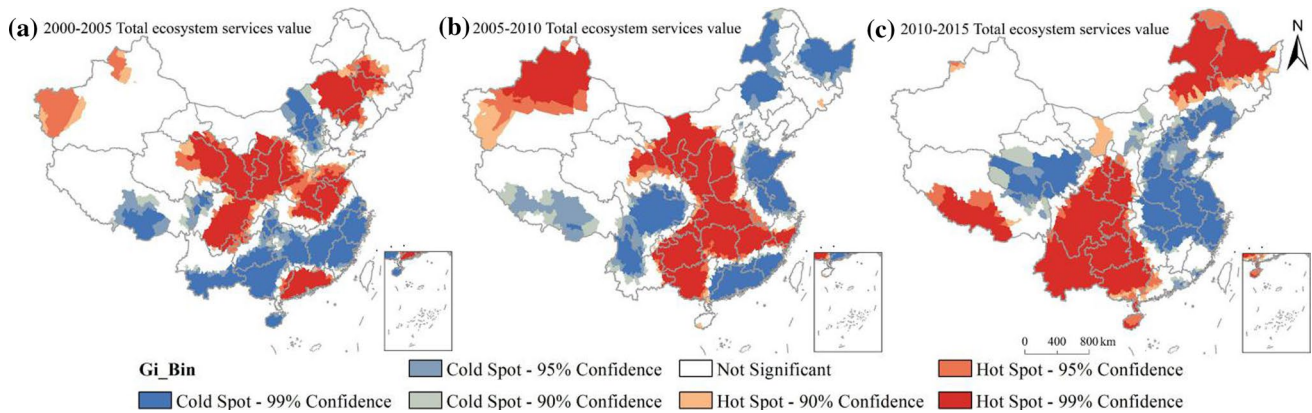 (a) 2000-2005 Total ecosystem services value
(b) 2005-2010 Total ecosystem services value
(c) 2010-2015 Total ecosystem services value
N
0 400 800 km
Gi_Bin
Cold Spot - 95% Confidence
Not Significant
Hot Spot - 95% Confidence
Cold Spot - 99% Confidence
Cold Spot - 90% Confidence
Hot Spot - 90% Confidence
Hot Spot - 99% Confidence